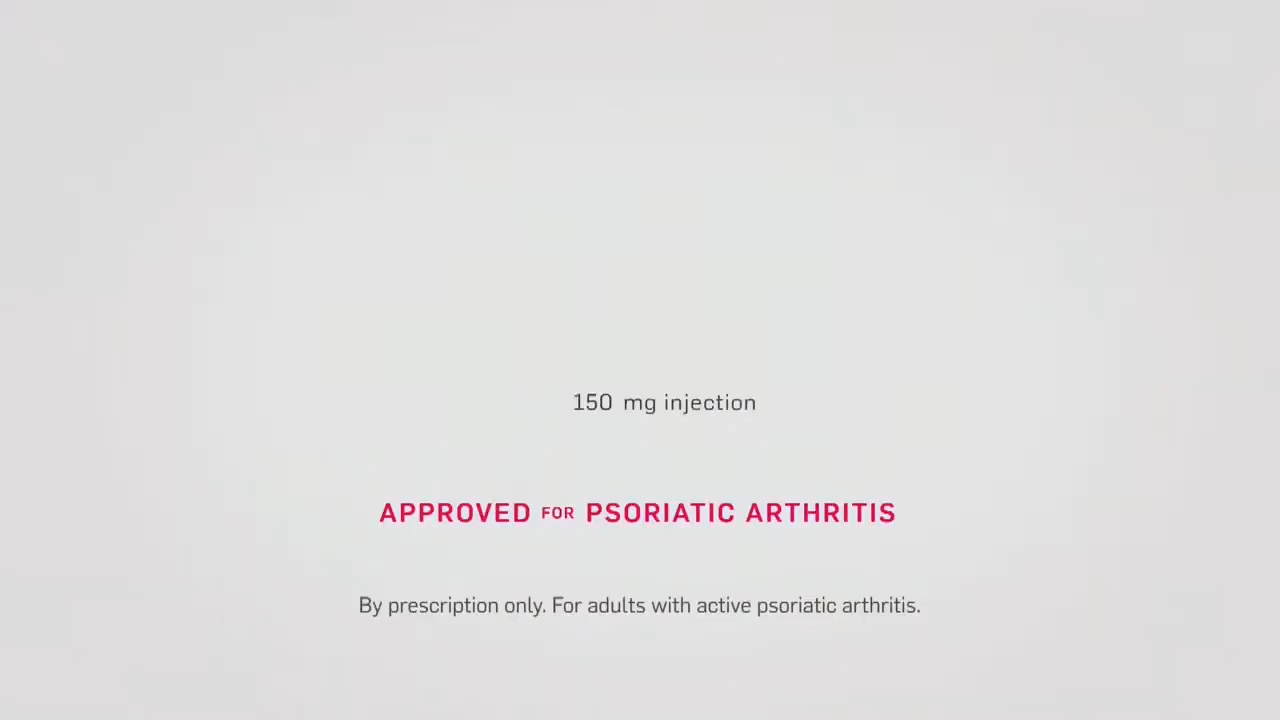 150 mg injection
APPROVED FOR PSORIATIC ARTHRITIS
By prescription only. For adults with active psoriatic arthritis.